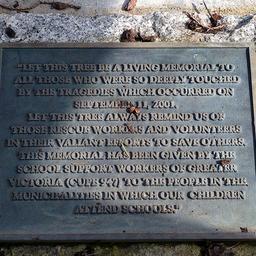 "LET THIS TREE BE A LIVING MEMORIAL TO
ALL THOSE WHO WERE SO DEEPLY TOUCHED
BY THE TRAGEDIES WHICH OCCURRED ON
SEPTEMBER 11, 2001.
LET THIS TREE ALWAYS REMIND US OF
THOSE RESCUE WORKERS AND VOLUNTEERS
IN THEIR VALIANT EFFORTS TO SAVE OTHERS.
THIS MEMORIAL HAS BEEN GIVEN BY THE
SCHOOL SUPPORT WORKERS OF GREATER
VICTORIA (CUPE 947) TO THE PEOPLE IN THE
MUNICIPALITIES IN WHICH OUR CHILDREN
ATTEND SCHOOLS."